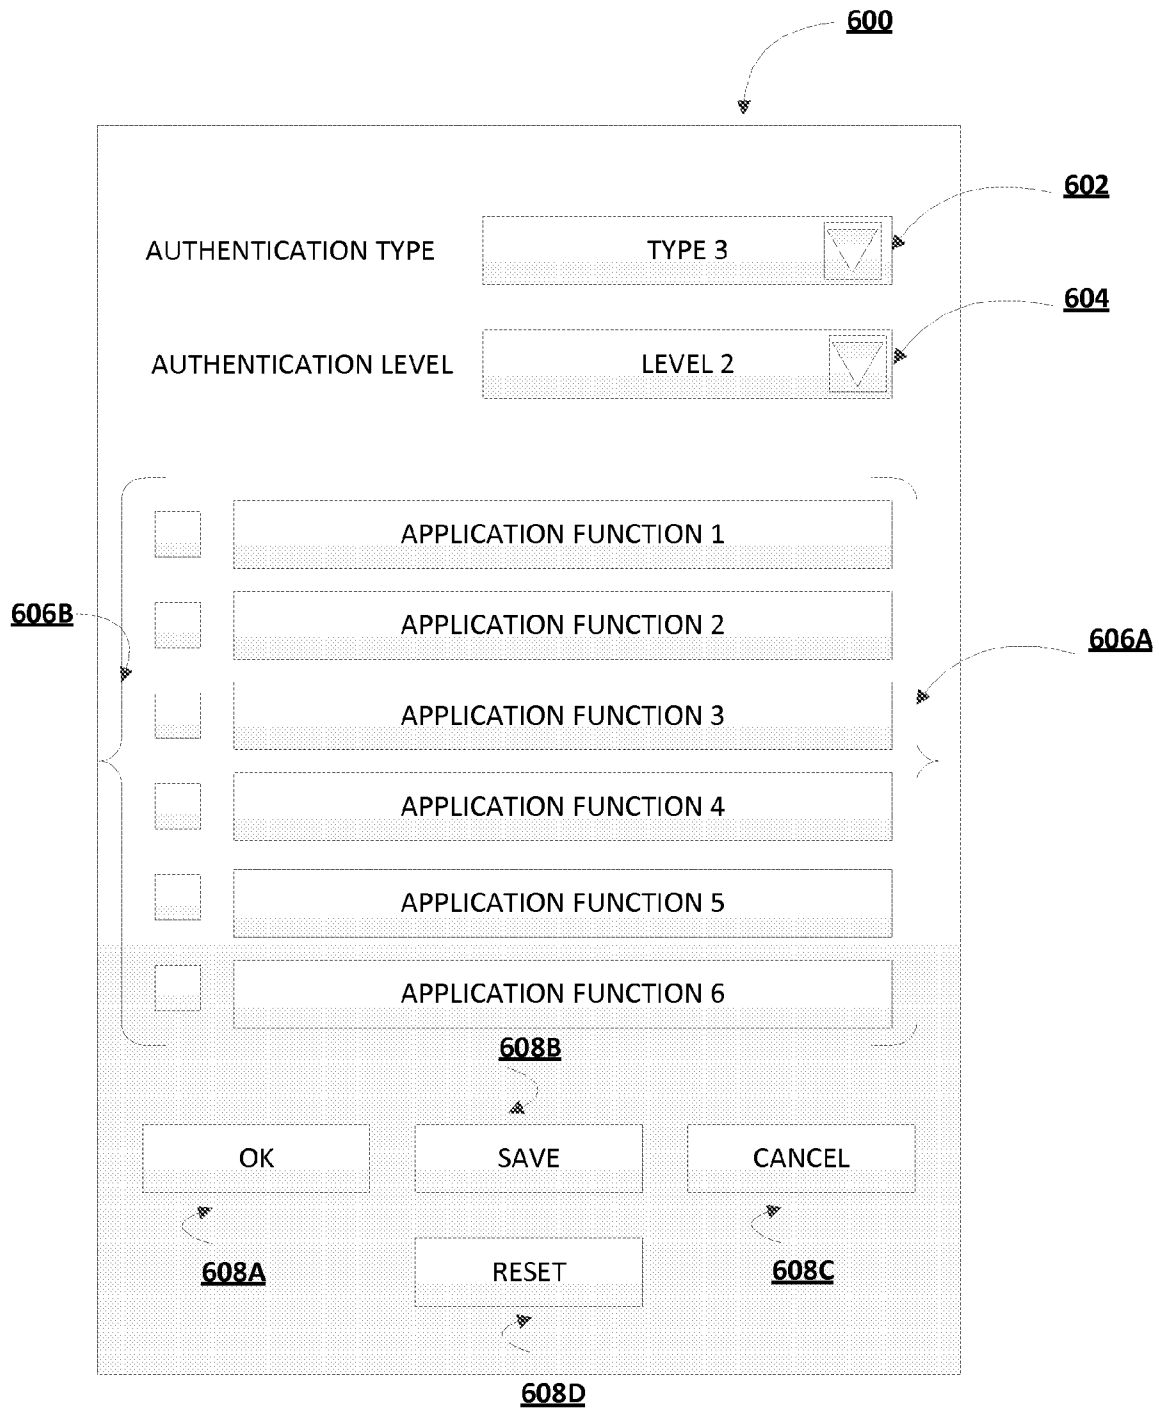 600
602
AUTHENTICATION TYPE TYPE 3
604
AUTHENTICATION LEVEL LEVEL 2
APPLICATION FUNCTION 1
606B
APPLICATION FUNCTION 2
606A
APPLICATION FUNCTION 3
APPLICATION FUNCTION 4
APPLICATION FUNCTION 5
APPLICATION FUNCTION 6
608B
OK SAVE CANCEL
608A RESET 608C
608D